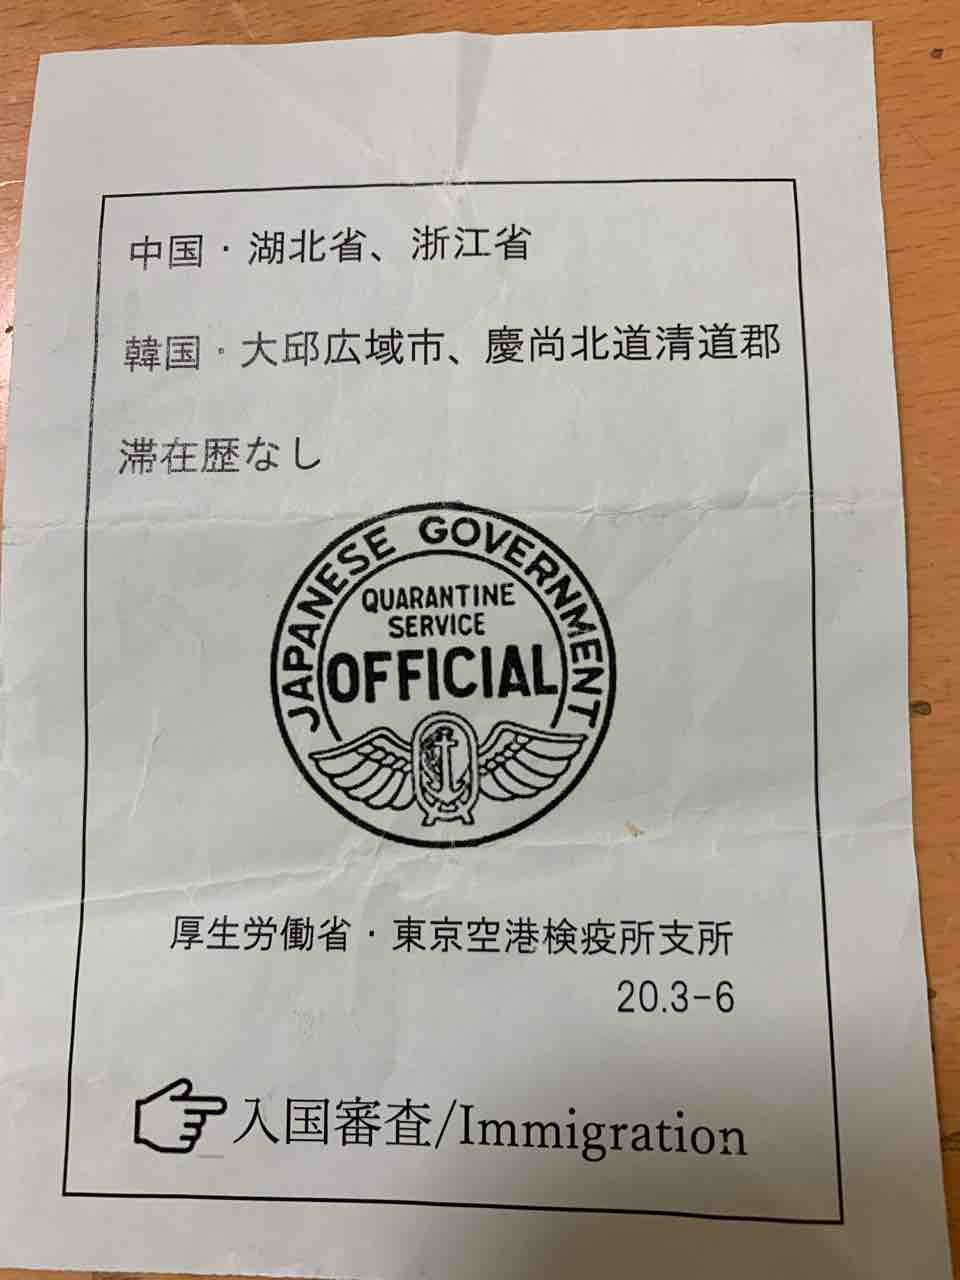 中国・湖北省、浙江省
韓国・大邱広域市、慶尚北道清道郡
滞在歴なし
JAPANESE GOVERNMENT
QUARANTINE
SERVICE
OFFICIAL
厚生労働省・東京空港検疫所支所
20.3-6
入国審査/Immigration